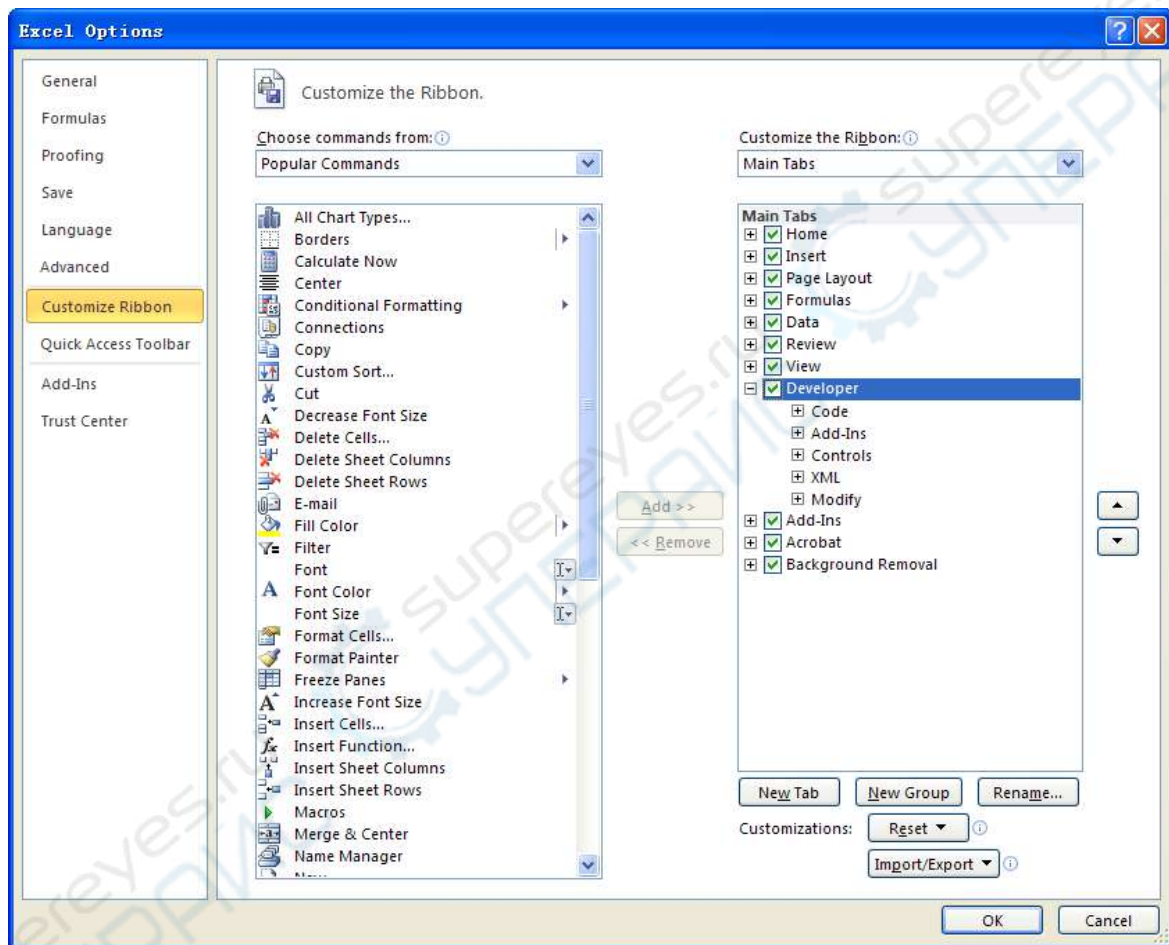 Excel Options
General
Formulas
Proofing
Save
Language
Advanced
Customize Ribbon
Quick Access Toolbar
Add-Ins
Trust Center
Customize the Ribbon.
Choose commands from:
Popular Commands
All Chart Types...
Borders
Calculate Now
Center
Conditional Formatting
Connections
Copy
Custom Sort...
Cut
Decrease Font Size
Delete Cells...
Delete Sheet Columns
Delete Sheet Rows
E-mail
Fill Color
Filter
Font
Font Color
Font Size
Format Cells...
Format Painter
Freeze Panes
Increase Font Size
Insert Cells...
Insert Function...
Insert Sheet Columns
Insert Sheet Rows
Macros
Merge & Center
Name Manager
Add >>
<< Remove
Customize the Ribbon:
Main Tabs
Main Tabs
Home
Insert
Page Layout
Formulas
Data
Review
View
Developer
Code
Add-Ins
Controls
XML
Modify
Add-Ins
Acrobat
Background Removal
New Tab
New Group
Rename...
Customizations:
Reset
Import/Export
OK
Cancel
supereyes.ru
СУПЕРАЙС